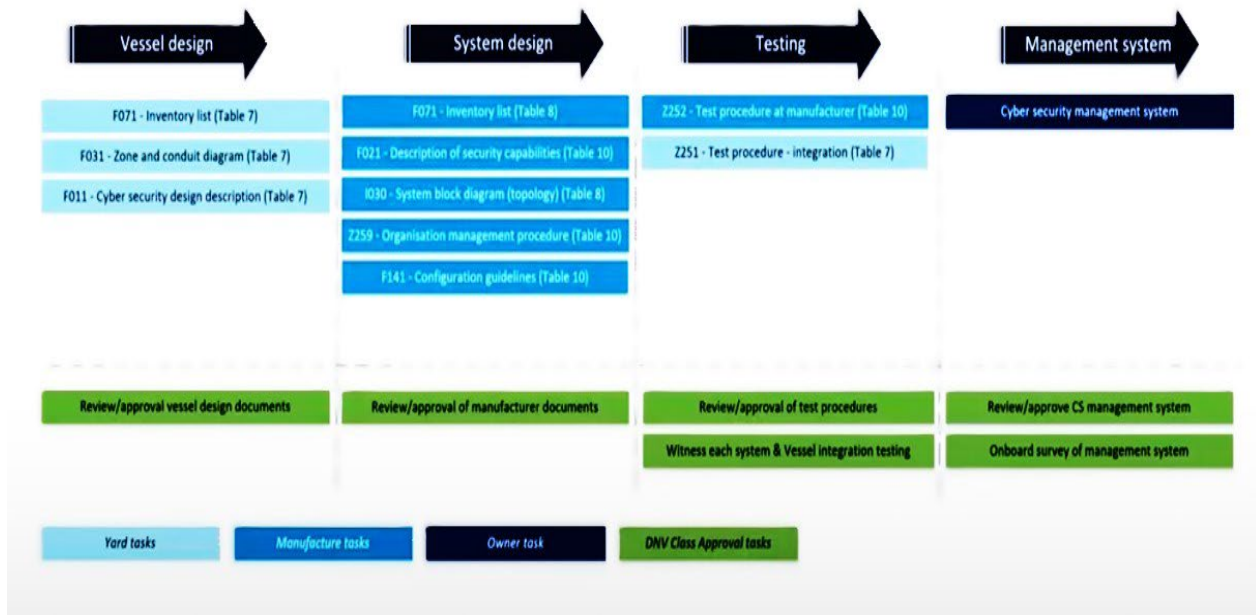 Vessel design
System design
Testing
Management system
F071 - Inventory list (Table 7)
F031 - Zone and conduit diagram (Table 7)
F011 - Cyber security design description (Table 7)
F071 - Inventory list (Table 8)
F021 - Description of security capabilities (Table 10)
I030 - System block diagram (topology) (Table 8)
Z259 - Organisation management procedure (Table 10)
F141 - Configuration guidelines (Table 10)
Z252 - Test procedure at manufacturer (Table 10)
Z251 - Test procedure - integration (Table 7)
Cyber security management system
Review/approval vessel design documents
Review/approval of manufacturer documents
Review/approval of test procedures
Witness each system & Vessel integration testing
Review/approve CS management system
Onboard survey of management system
Yard tasks
Manufacture tasks
Owner task
DNV Class Approval tasks